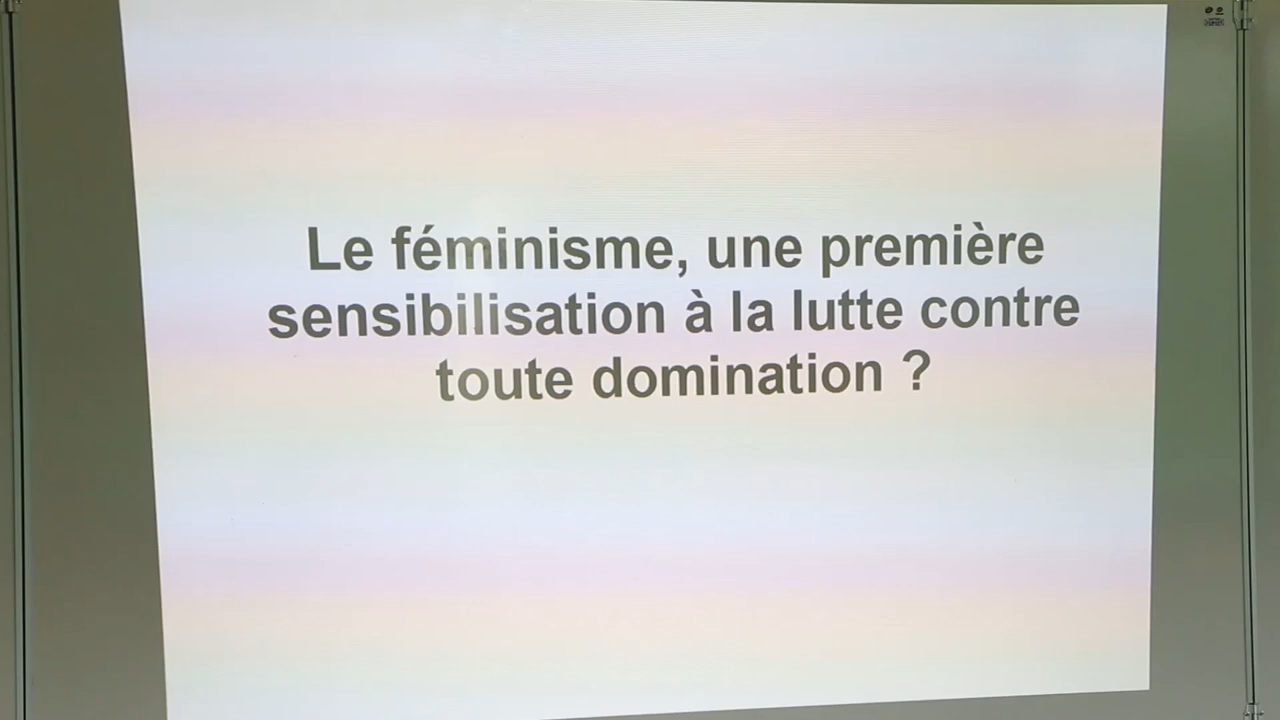 Le féminisme, une première
sensibilisation à la lutte contre
toute domination ?